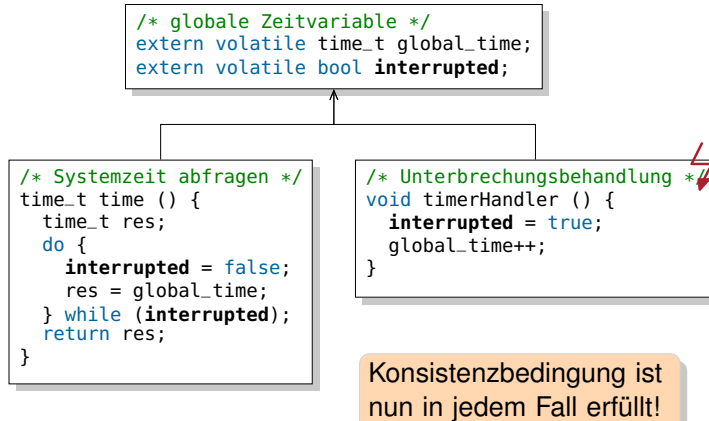 /* globale Zeitvariable */
extern volatile time_t global_time;
extern volatile bool interrupted;
/* Systemzeit abfragen */
time_t time () {
  time_t res;
  do {
    interrupted = false;
    res = global_time;
  } while (interrupted);
  return res;
}
/* Unterbrechungsbehandlung */
void timerHandler () {
  interrupted = true;
  global_time++;
}
Konsistenzbedingung ist
nun in jedem Fall erfüllt!